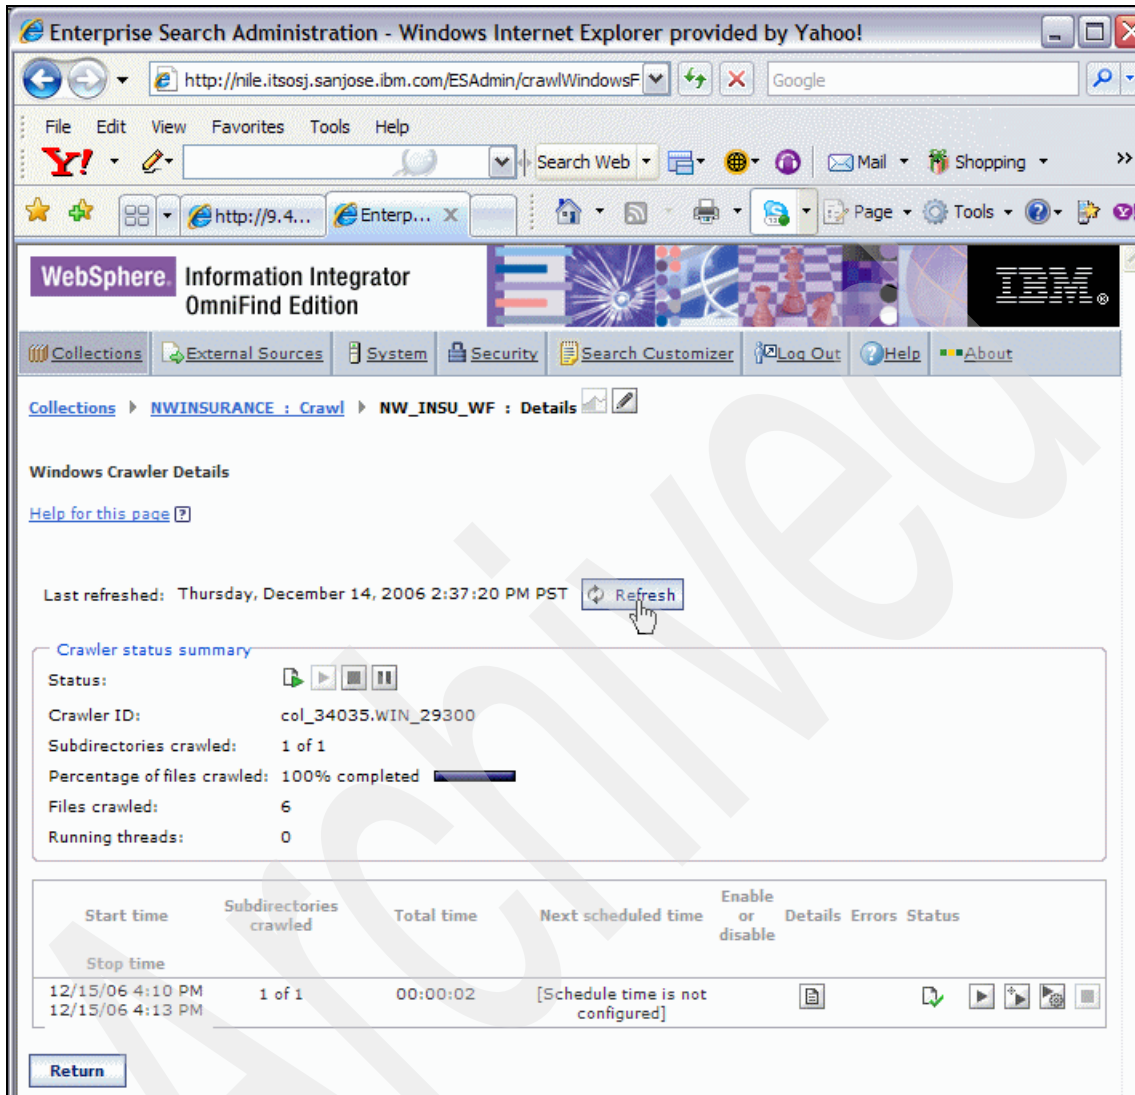 Enterprise Search Administration - Windows Internet Explorer provided by Yahoo!
http://nile.itsosj.sanjose.ibm.com/ESAdmin/crawlWindowsF
Google
File Edit View Favorites Tools Help
Y! Search Web Mail Shopping »
http://9.4... Enterp... X Page Tools
WebSphere. Information Integrator
OmniFind Edition
IBM®
Collections External Sources System Security Search Customizer Log Out Help About
Collections NWINSURANCE : Crawl NW_INSU_WF : Details
Windows Crawler Details
Help for this page ?
Last refreshed: Thursday, December 14, 2006 2:37:20 PM PST Refresh
Crawler status summary
Status:
Crawler ID: col_34035.WIN_29300
Subdirectories crawled: 1 of 1
Percentage of files crawled: 100% completed
Files crawled: 6
Running threads: 0
Start time Subdirectories crawled Total time Next scheduled time Enable or disable Details Errors Status
Stop time
12/15/06 4:10 PM 1 of 1 00:00:02 [Schedule time is not
12/15/06 4:13 PM configured]
Return
Archived